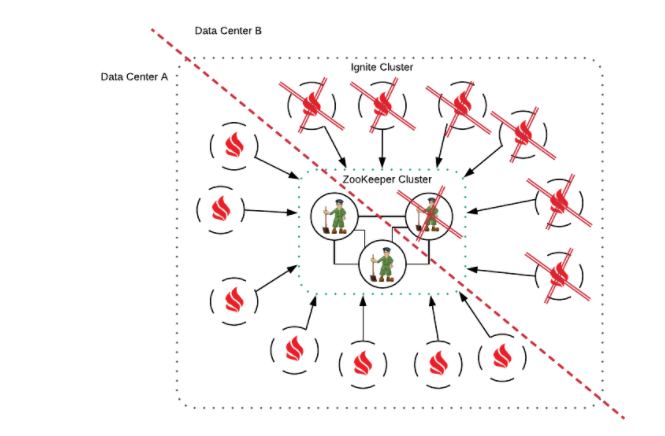 Data Center B
Data Center A
Ignite Cluster
ZooKeeper Cluster